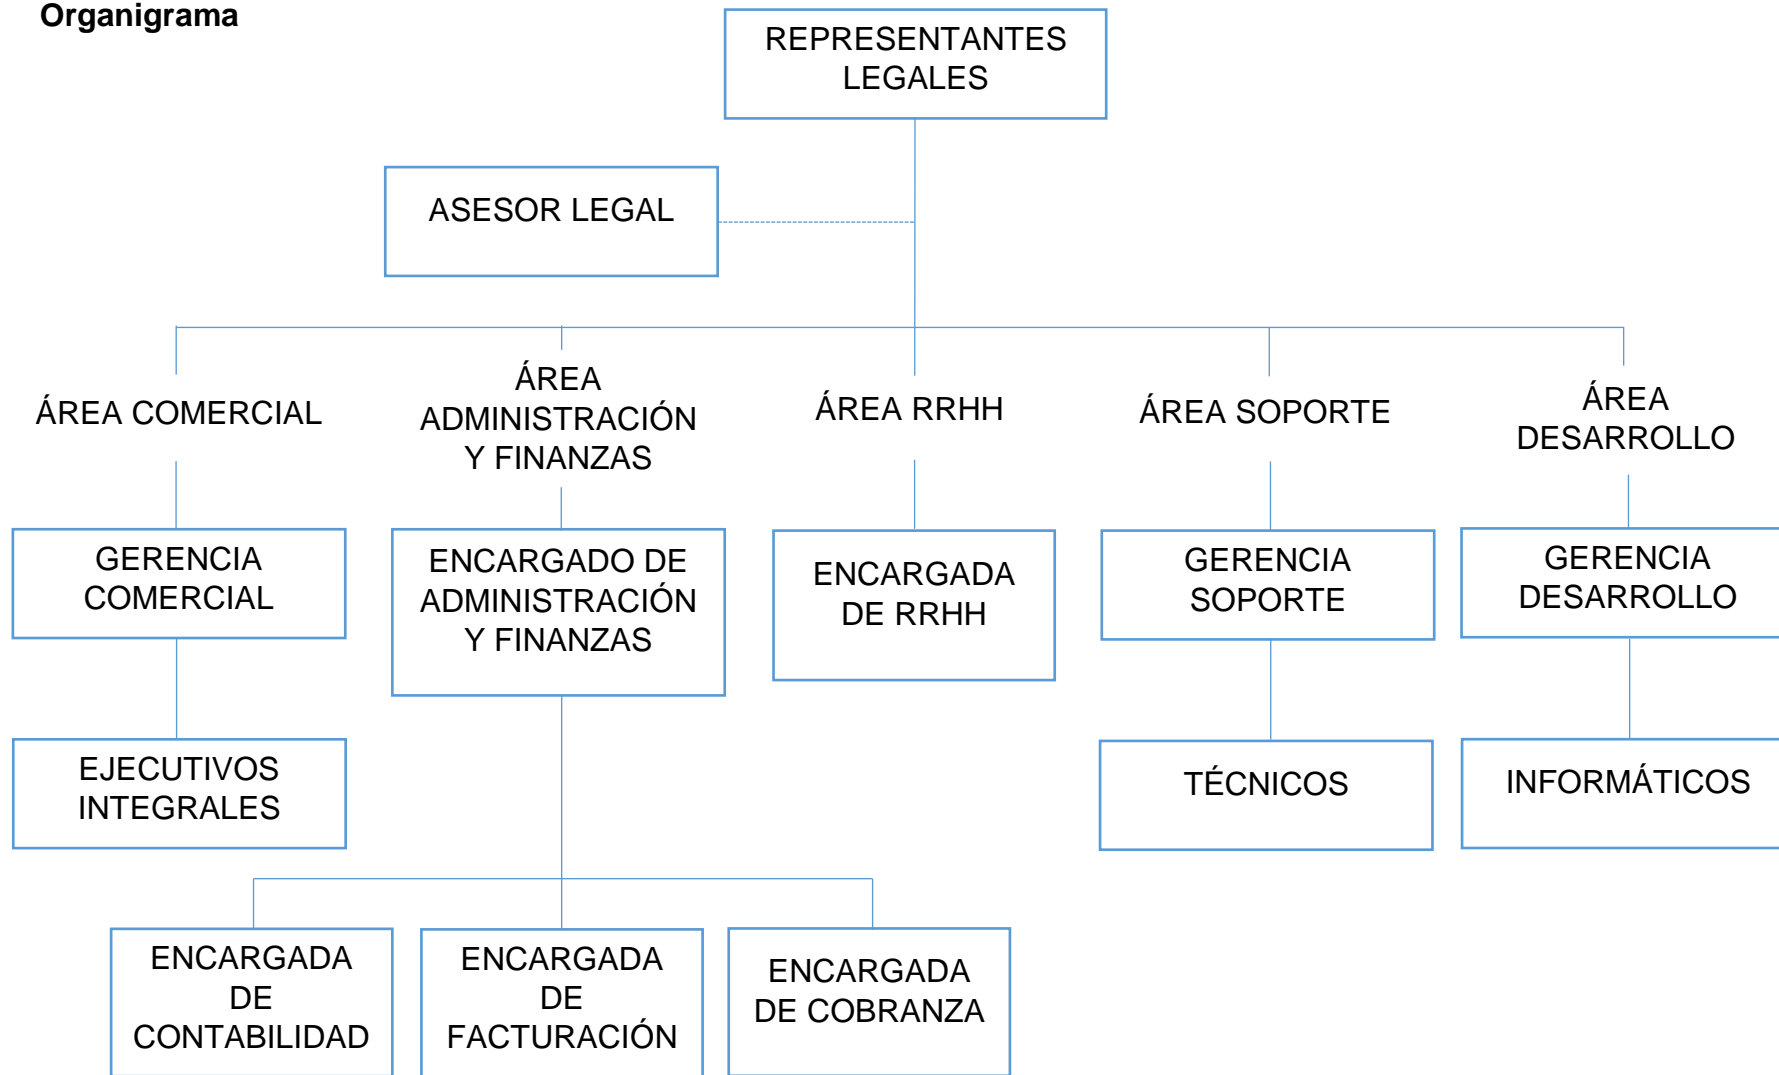 Organigrama
REPRESENTANTES
LEGALES
ASESOR LEGAL
ÁREA COMERCIAL
ÁREA
ADMINISTRACIÓN
Y FINANZAS
ÁREA RRHH
ÁREA SOPORTE
ÁREA
DESARROLLO
GERENCIA
COMERCIAL
ENCARGADO DE
ADMINISTRACIÓN
Y FINANZAS
ENCARGADA
DE RRHH
GERENCIA
SOPORTE
GERENCIA
DESARROLLO
EJECUTIVOS
INTEGRALES
TÉCNICOS
INFORMÁTICOS
ENCARGADA
DE
CONTABILIDAD
ENCARGADA
DE
FACTURACIÓN
ENCARGADA
DE COBRANZA